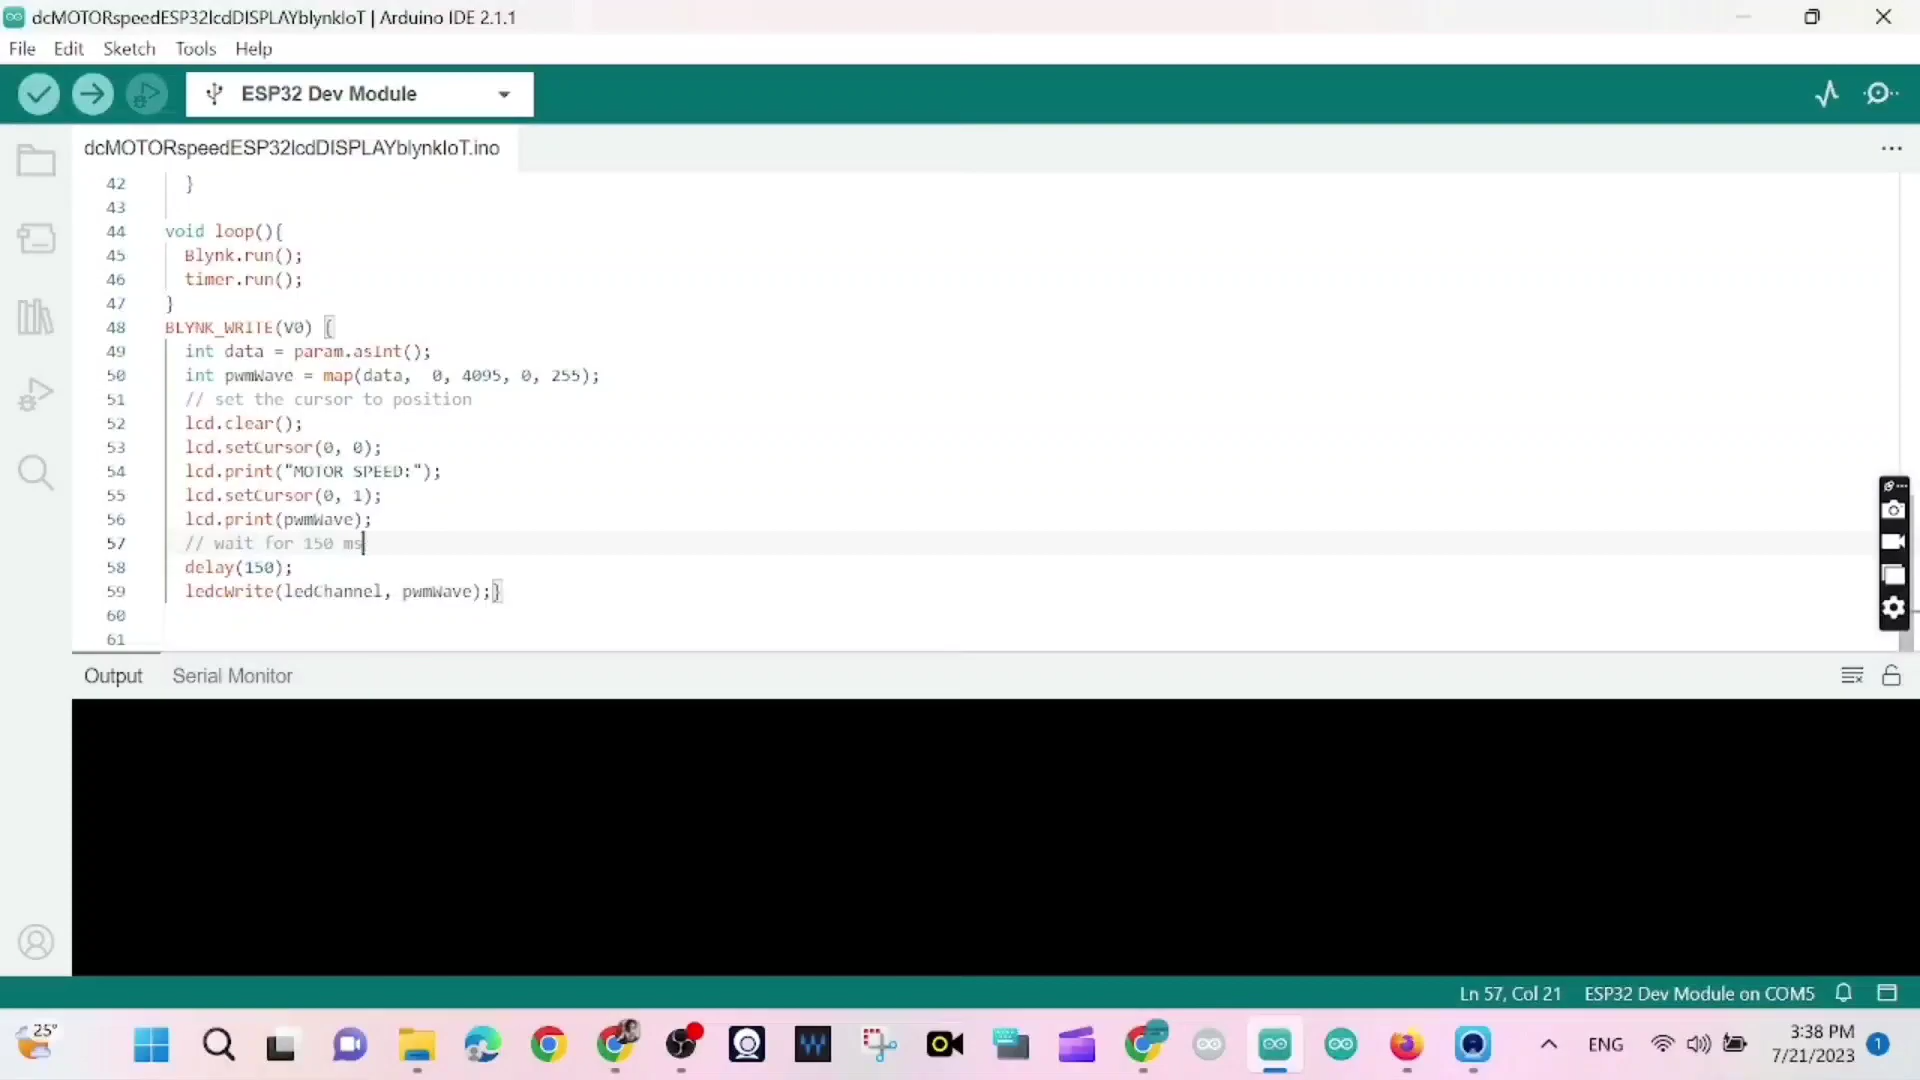 dcMOTORspeedESP32lcdDISPLAYblynkIoT | Arduino IDE 2.1.1
File Edit Sketch Tools Help
ESP32 Dev Module
dcMOTORspeedESP32lcdDISPLAYblynkIoT.ino
42 }
43
44 void loop(){
45 Blynk.run();
46 timer.run();
47 }
48 BLYNK_WRITE(V0) {
49 int data = param.asInt();
50 int pwmWave = map(data,  0, 4095, 0, 255);
51 // set the cursor to position
52 lcd.clear();
53 lcd.setCursor(0, 0);
54 lcd.print("MOTOR SPEED:");
55 lcd.setCursor(0, 1);
56 lcd.print(pwmWave);
57 // wait for 150 ms
58 delay(150);
59 ledcWrite(ledChannel, pwmWave);}
60
61
Output Serial Monitor
Ln 57, Col 21 ESP32 Dev Module on COM5
25°
ENG
3:38 PM
7/21/2023
1